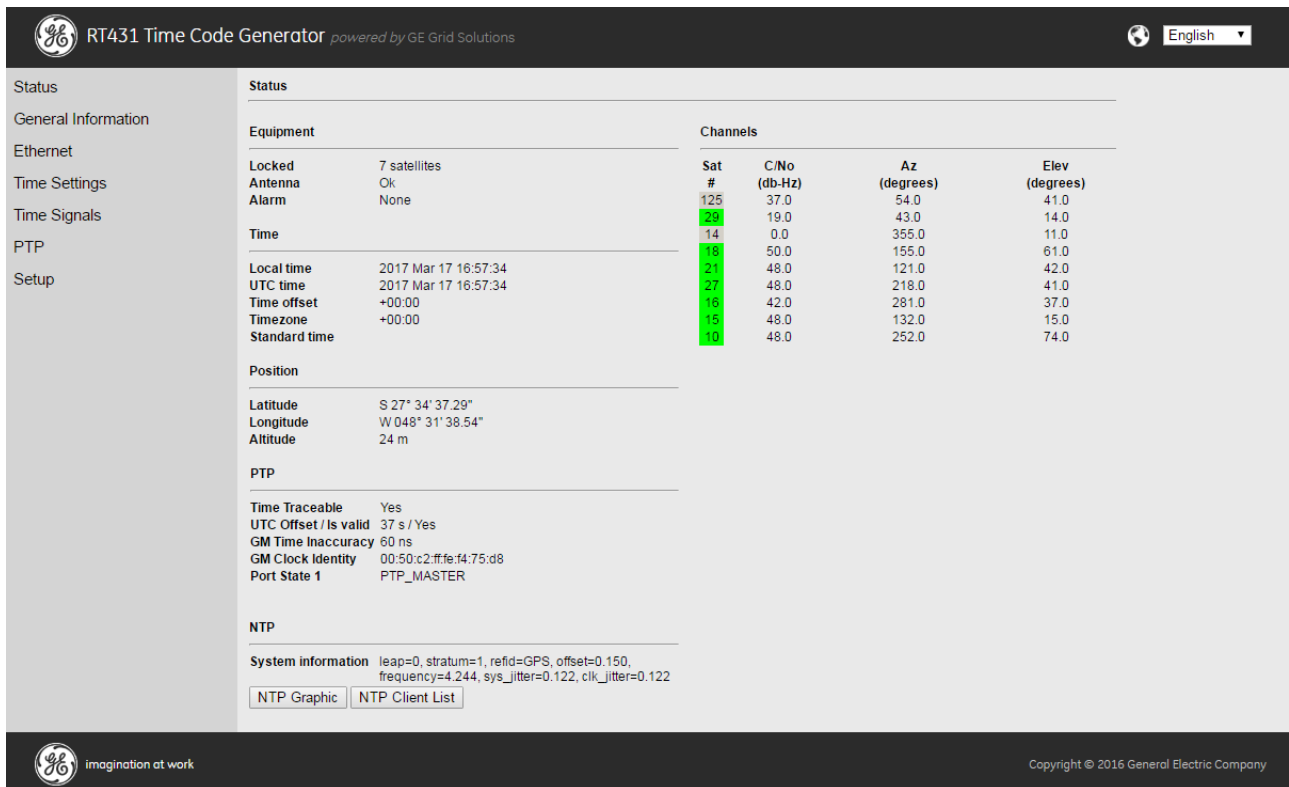 RT431 Time Code Generator powered by GE Grid Solutions
English
Status
General Information
Ethernet
Time Settings
Time Signals
PTP
Setup
Status
Equipment
Locked 7 satellites
Antenna Ok
Alarm None
Time
Local time 2017 Mar 17 16:57:34
UTC time 2017 Mar 17 16:57:34
Time offset +00:00
Timezone +00:00
Standard time
Position
Latitude S 27° 34' 37.29"
Longitude W 048° 31' 38.54"
Altitude 24 m
PTP
Time Traceable Yes
UTC Offset / Is valid 37 s / Yes
GM Time Inaccuracy 60 ns
GM Clock Identity 00:50:c2:ff:fe:f4:75:d8
Port State 1 PTP_MASTER
NTP
System information leap=0, stratum=1, refid=GPS, offset=0.150,
frequency=4.244, sys_jitter=0.122, clk_jitter=0.122
NTP Graphic NTP Client List
Channels
Sat C/No Az Elev
# (db-Hz) (degrees) (degrees)
125 37.0 54.0 41.0
29 19.0 43.0 14.0
14 0.0 355.0 11.0
18 50.0 155.0 61.0
21 48.0 121.0 42.0
27 48.0 218.0 41.0
16 42.0 281.0 37.0
15 48.0 132.0 15.0
10 48.0 252.0 74.0
imagination at work
Copyright © 2016 General Electric Company